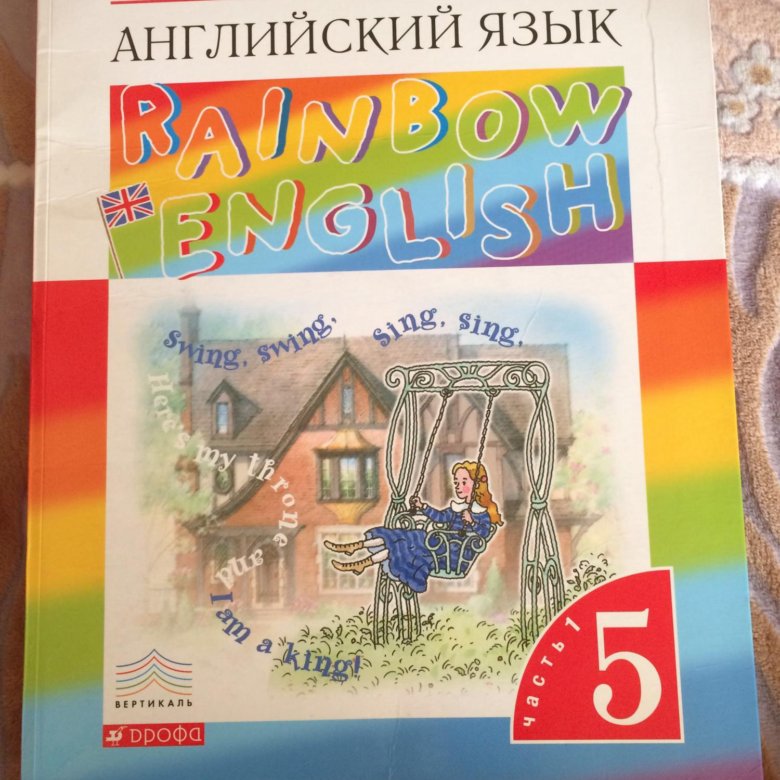 АНГЛИЙСКИЙ ЯЗЫК
RAINBOW
ENGLISH
swing, swing,
sing, sing,
Here's my throne
and
I am a king!
часть 1
5
ВЕРТИКАЛЬ
ДРОФА